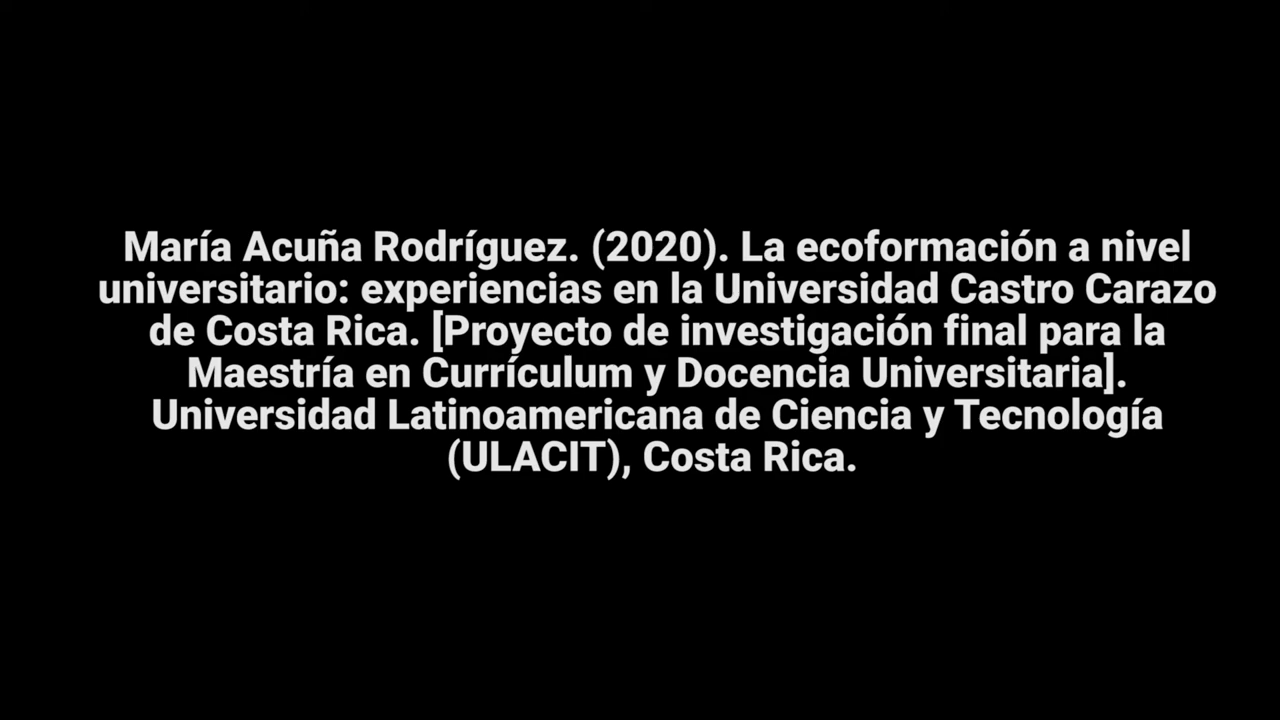 María Acuña Rodríguez. (2020). La ecoformación a nivel
universitario: experiencias en la Universidad Castro Carazo
de Costa Rica. [Proyecto de investigación final para la
Maestría en Currículum y Docencia Universitaria].
Universidad Latinoamericana de Ciencia y Tecnología
(ULACIT), Costa Rica.